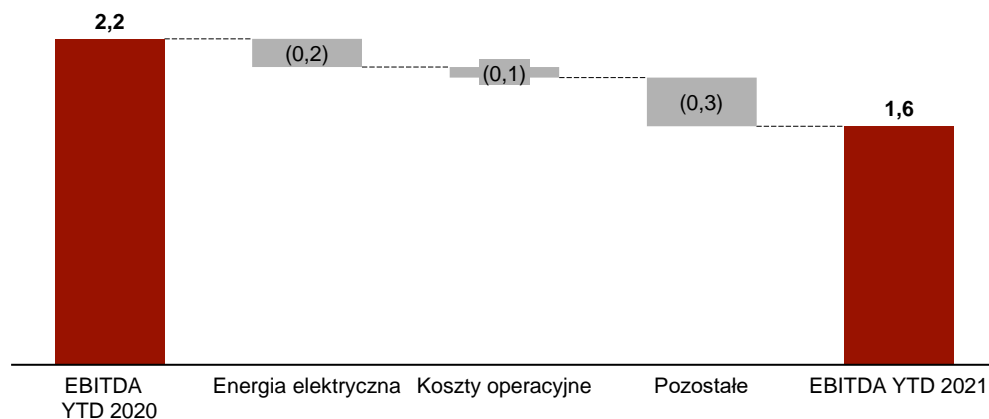 2,2
(0,2)
(0,1)
(0,3)
1,6
EBITDA
YTD 2020
Energia elektryczna
Koszty operacyjne
Pozostałe
EBITDA YTD 2021